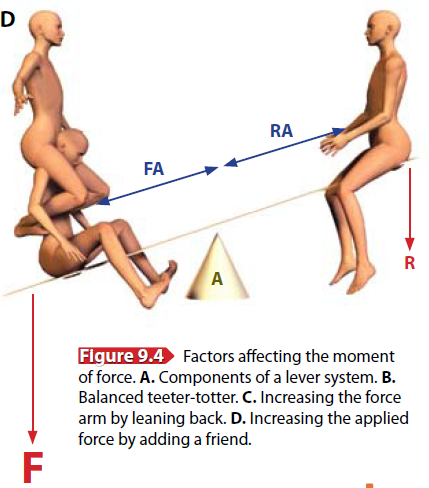 D
RA
FA
A
R
Figure 9.4 Factors affecting the moment
of force. A. Components of a lever system. B.
Balanced teeter-totter. C. Increasing the force
arm by leaning back. D. Increasing the applied
force by adding a friend.
F